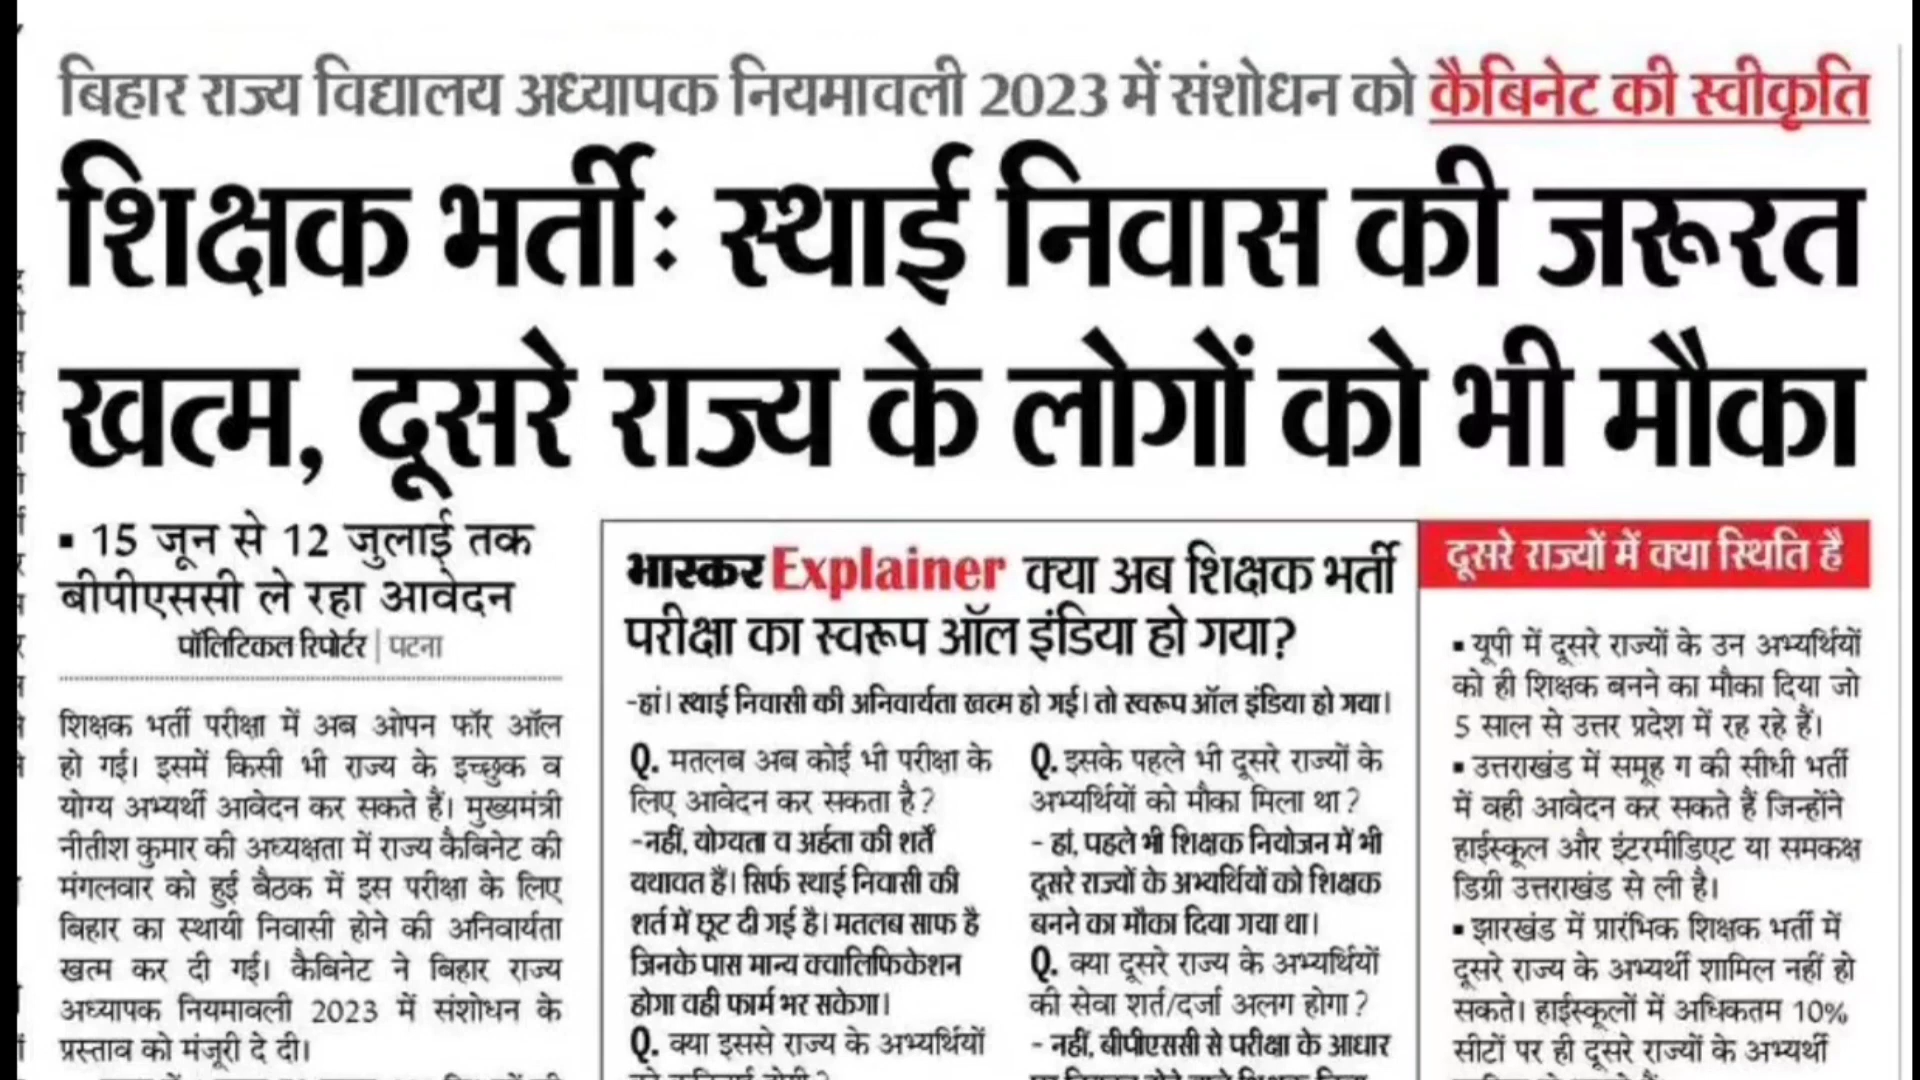 बिहार राज्य विद्यालय अध्यापक नियमावली 2023 में संशोधन को कैबिनेट की स्वीकृति
शिक्षक भर्ती: स्थाई निवास की जरूरत
खत्म, दूसरे राज्य के लोगों को भी मौका
▪ 15 जून से 12 जुलाई तक
बीपीएससी ले रहा आवेदन
पॉलिटिकल रिपोर्टर | पटना
शिक्षक भर्ती परीक्षा में अब ओपन फॉर ऑल
हो गई। इसमें किसी भी राज्य के इच्छुक व
योग्य अभ्यर्थी आवेदन कर सकते हैं। मुख्यमंत्री
नीतीश कुमार की अध्यक्षता में राज्य कैबिनेट की
मंगलवार को हुई बैठक में इस परीक्षा के लिए
बिहार का स्थायी निवासी होने की अनिवार्यता
खत्म कर दी गई। कैबिनेट ने बिहार राज्य
अध्यापक नियमावली 2023 में संशोधन के
प्रस्ताव को मंजूरी दे दी।
भास्कर Explainer क्या अब शिक्षक भर्ती
परीक्षा का स्वरूप ऑल इंडिया हो गया?
-हां। स्थाई निवासी की अनिवार्यता खत्म हो गई। तो स्वरूप ऑल इंडिया हो गया।
Q. मतलब अब कोई भी परीक्षा के
लिए आवेदन कर सकता है?
-नहीं, योग्यता व अर्हता की शर्तें
यथावत हैं। सिर्फ स्थाई निवासी की
शर्त में छूट दी गई है। मतलब साफ है
जिनके पास मान्य क्वालिफिकेशन
होगा वही फार्म भर सकेगा।
Q. क्या इससे राज्य के अभ्यर्थियों
Q. इसके पहले भी दूसरे राज्यों के
अभ्यर्थियों को मौका मिला था?
- हां, पहले भी शिक्षक नियोजन में भी
दूसरे राज्यों के अभ्यर्थियों को शिक्षक
बनने का मौका दिया गया था।
Q. क्या दूसरे राज्य के अभ्यर्थियों
की सेवा शर्त/दर्जा अलग होगा?
- नहीं, बीपीएससी से परीक्षा के आधार
दूसरे राज्यों में क्या स्थिति है
▪ यूपी में दूसरे राज्यों के उन अभ्यर्थियों
को ही शिक्षक बनने का मौका दिया जो
5 साल से उत्तर प्रदेश में रह रहे हैं।
▪ उत्तराखंड में समूह ग की सीधी भर्ती
में वही आवेदन कर सकते हैं जिन्होंने
हाईस्कूल और इंटरमीडिएट या समकक्ष
डिग्री उत्तराखंड से ली है।
▪ झारखंड में प्रारंभिक शिक्षक भर्ती में
दूसरे राज्य के अभ्यर्थी शामिल नहीं हो
सकते। हाईस्कूलों में अधिकतम 10%
सीटों पर ही दूसरे राज्यों के अभ्यर्थी